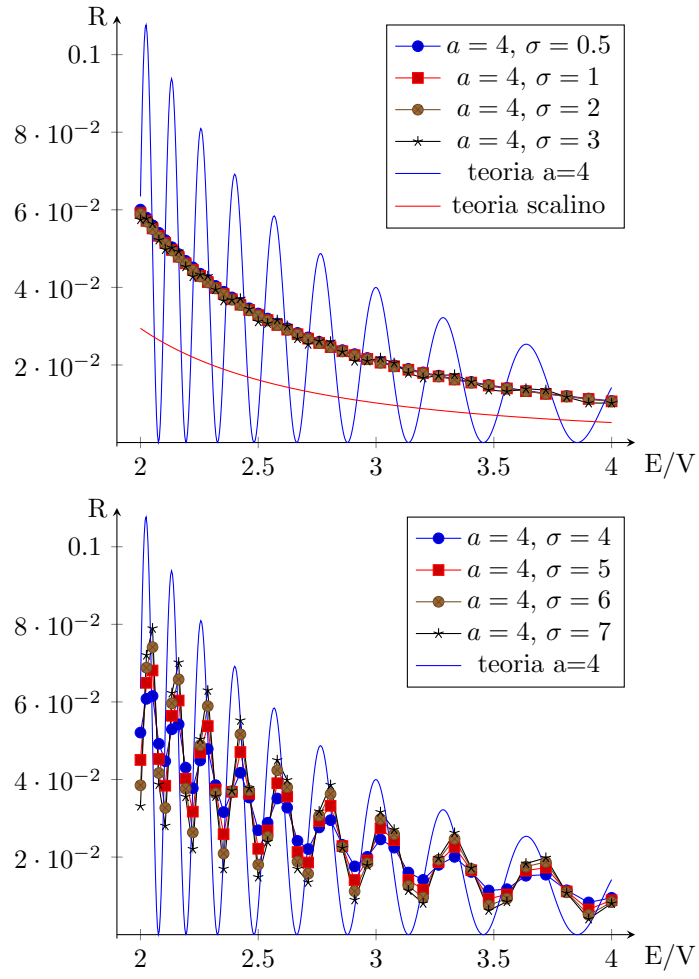 R
0.1
8 · 10⁻²
6 · 10⁻²
4 · 10⁻²
2 · 10⁻²
2 2.5 3 3.5 4
E/V
a = 4, σ = 0.5
a = 4, σ = 1
a = 4, σ = 2
a = 4, σ = 3
teoria a=4
teoria scalino
R
0.1
8 · 10⁻²
6 · 10⁻²
4 · 10⁻²
2 · 10⁻²
2 2.5 3 3.5 4
E/V
a = 4, σ = 4
a = 4, σ = 5
a = 4, σ = 6
a = 4, σ = 7
teoria a=4